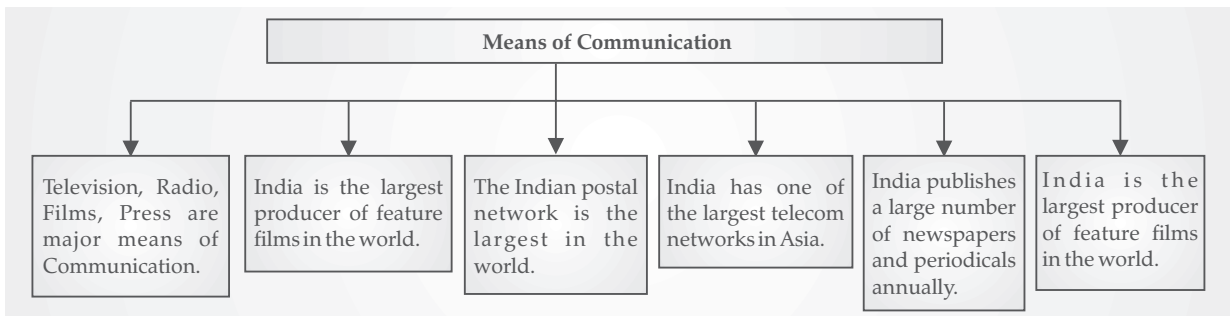 Means of Communication
Television, Radio,
Films, Press are
major means of
Communication.
India is the largest
producer of feature
films in the world.
The Indian postal
network is the
largest in the
world.
India has one of
the largest telecom
networks in Asia.
India publishes
a large number
of newspapers
and periodicals
annually.
India is the
largest producer
of feature films
in the world.